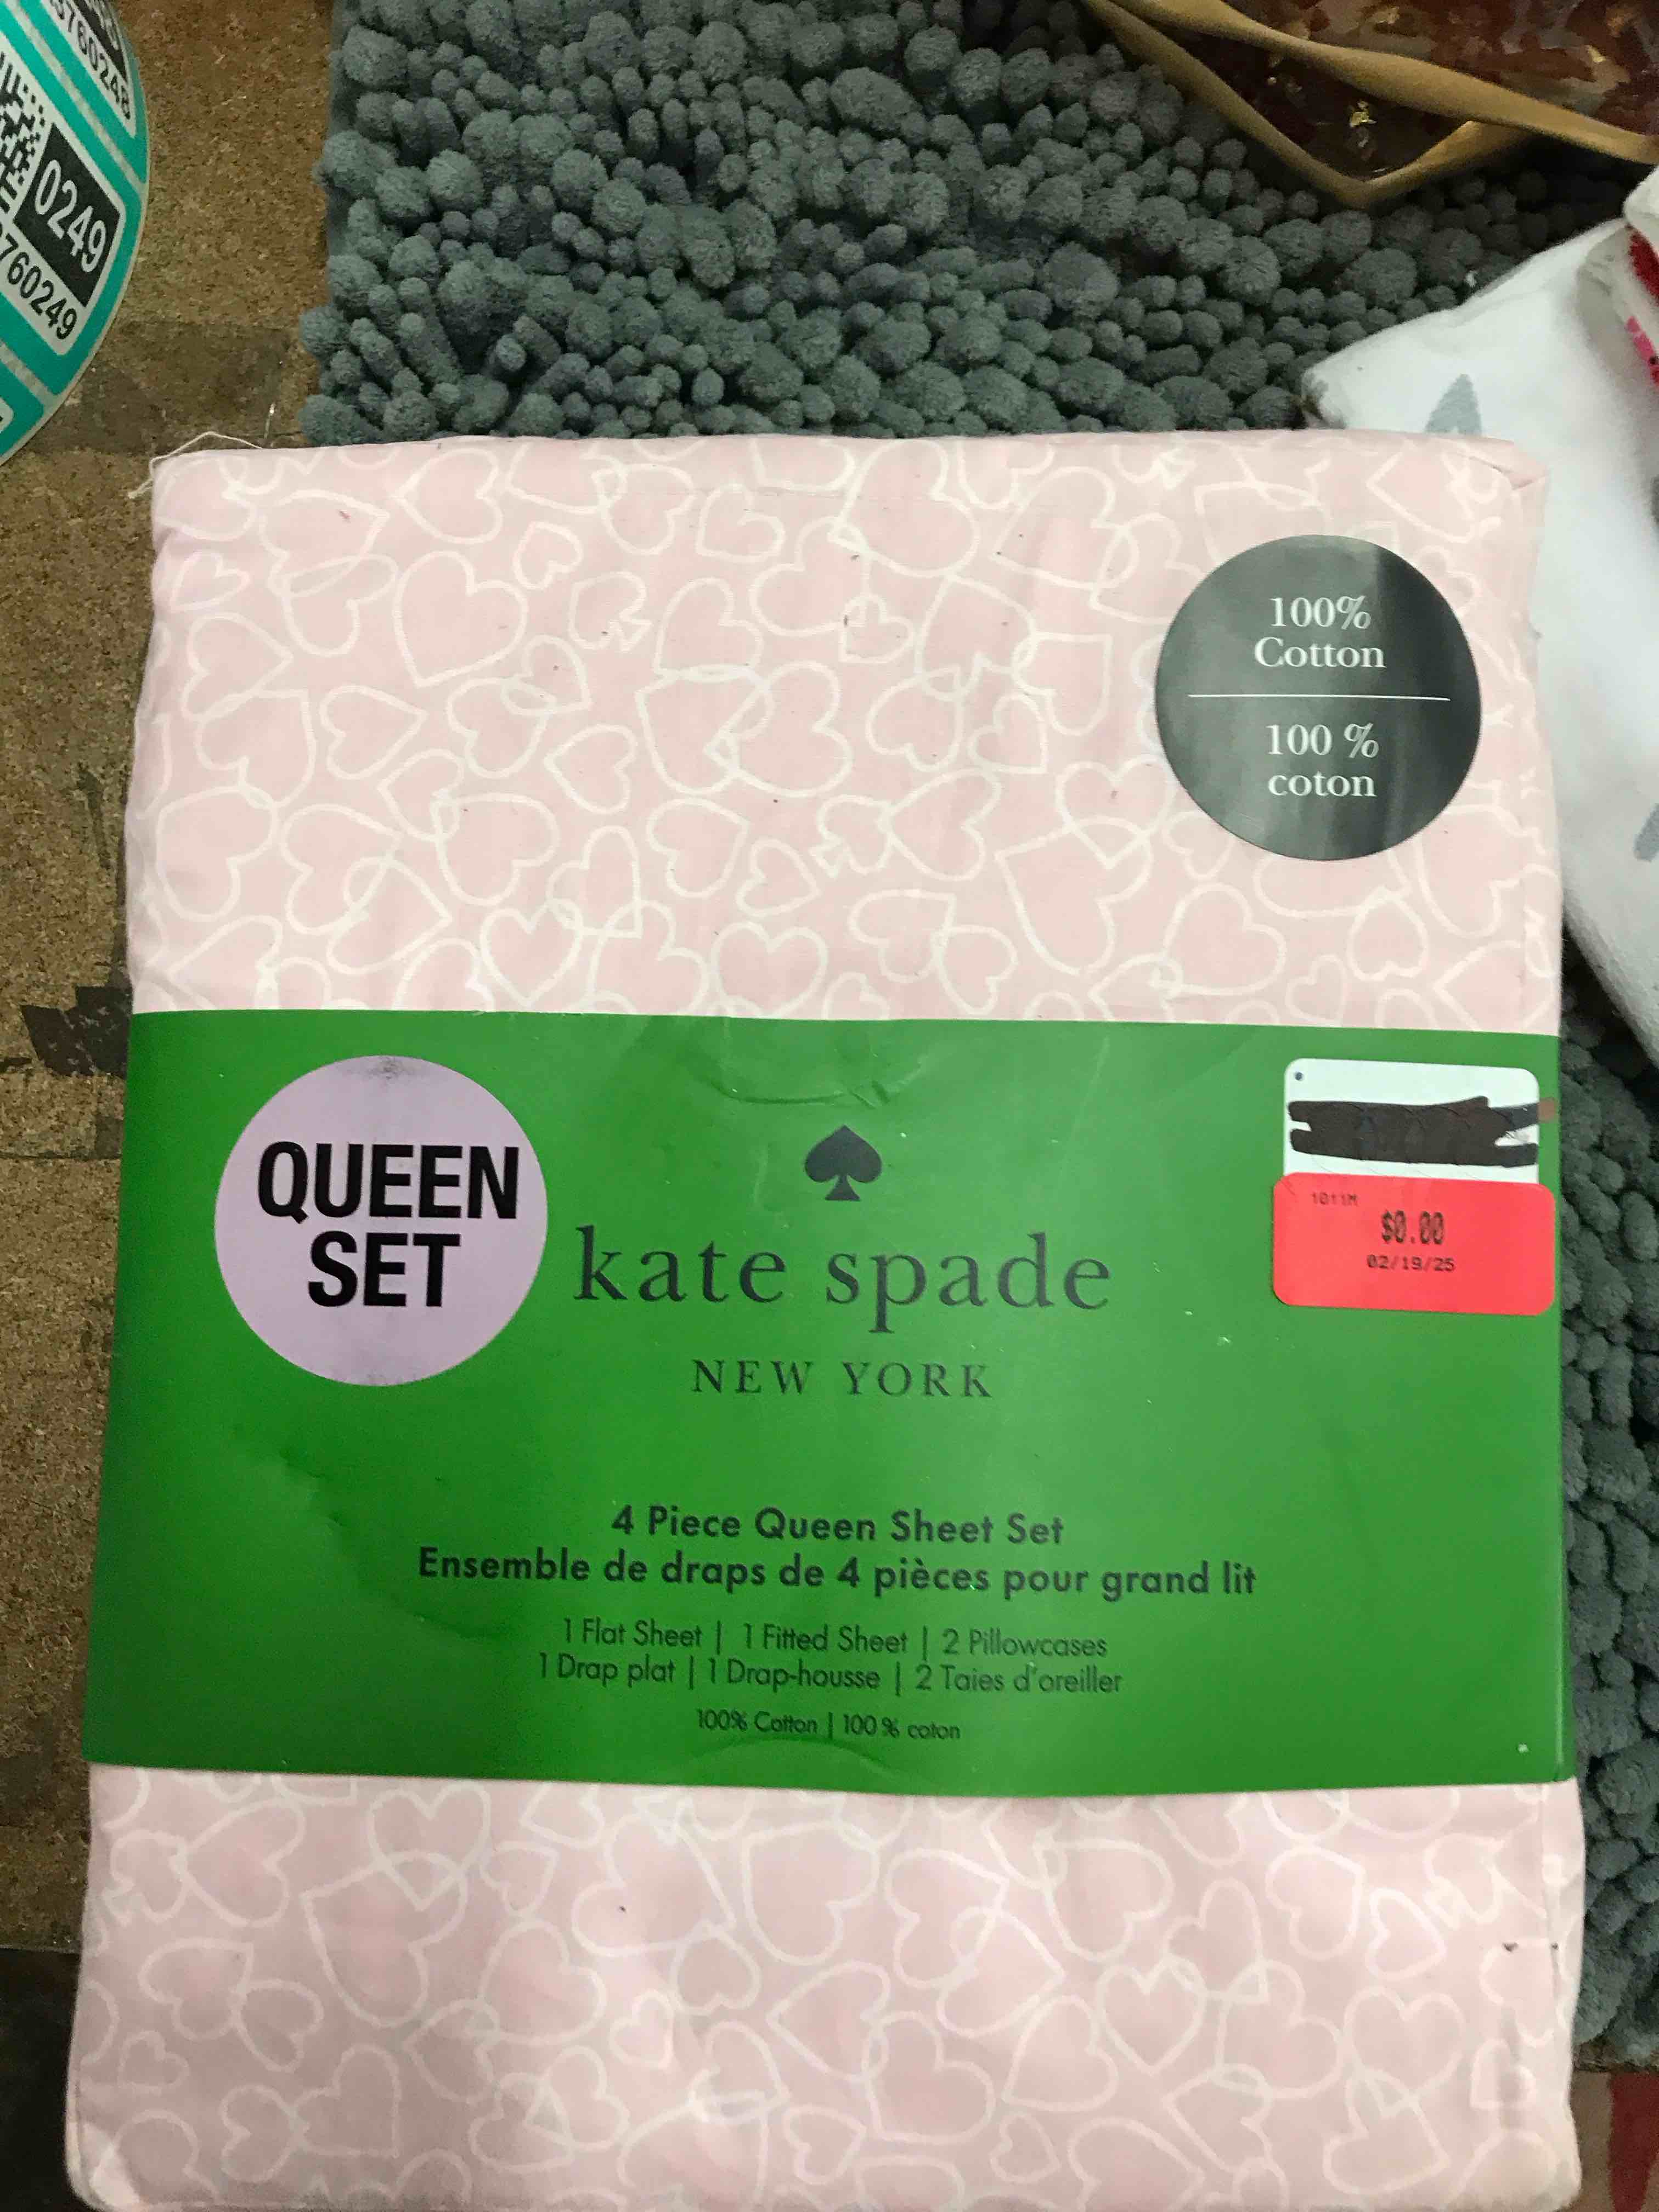 0249
760249
100%
Cotton
100 %
coton
QUEEN
SET
kate spade
NEW YORK
1011M
$0.00
02/19/25
4 Piece Queen Sheet Set
Ensemble de draps de 4 pièces pour grand lit
1 Flat Sheet | 1 Fitted Sheet | 2 Pillowcases
1 Drap plat | 1 Drap-housse | 2 Taies d'oreiller
100% Cotton | 100 % coton